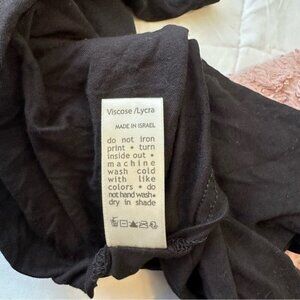 Viscose/Lycra
MADE IN ISRAEL
do not iron
print • turn
inside out •
machine
wash cold
with like
colors • do
not hand wash•
dry in shade